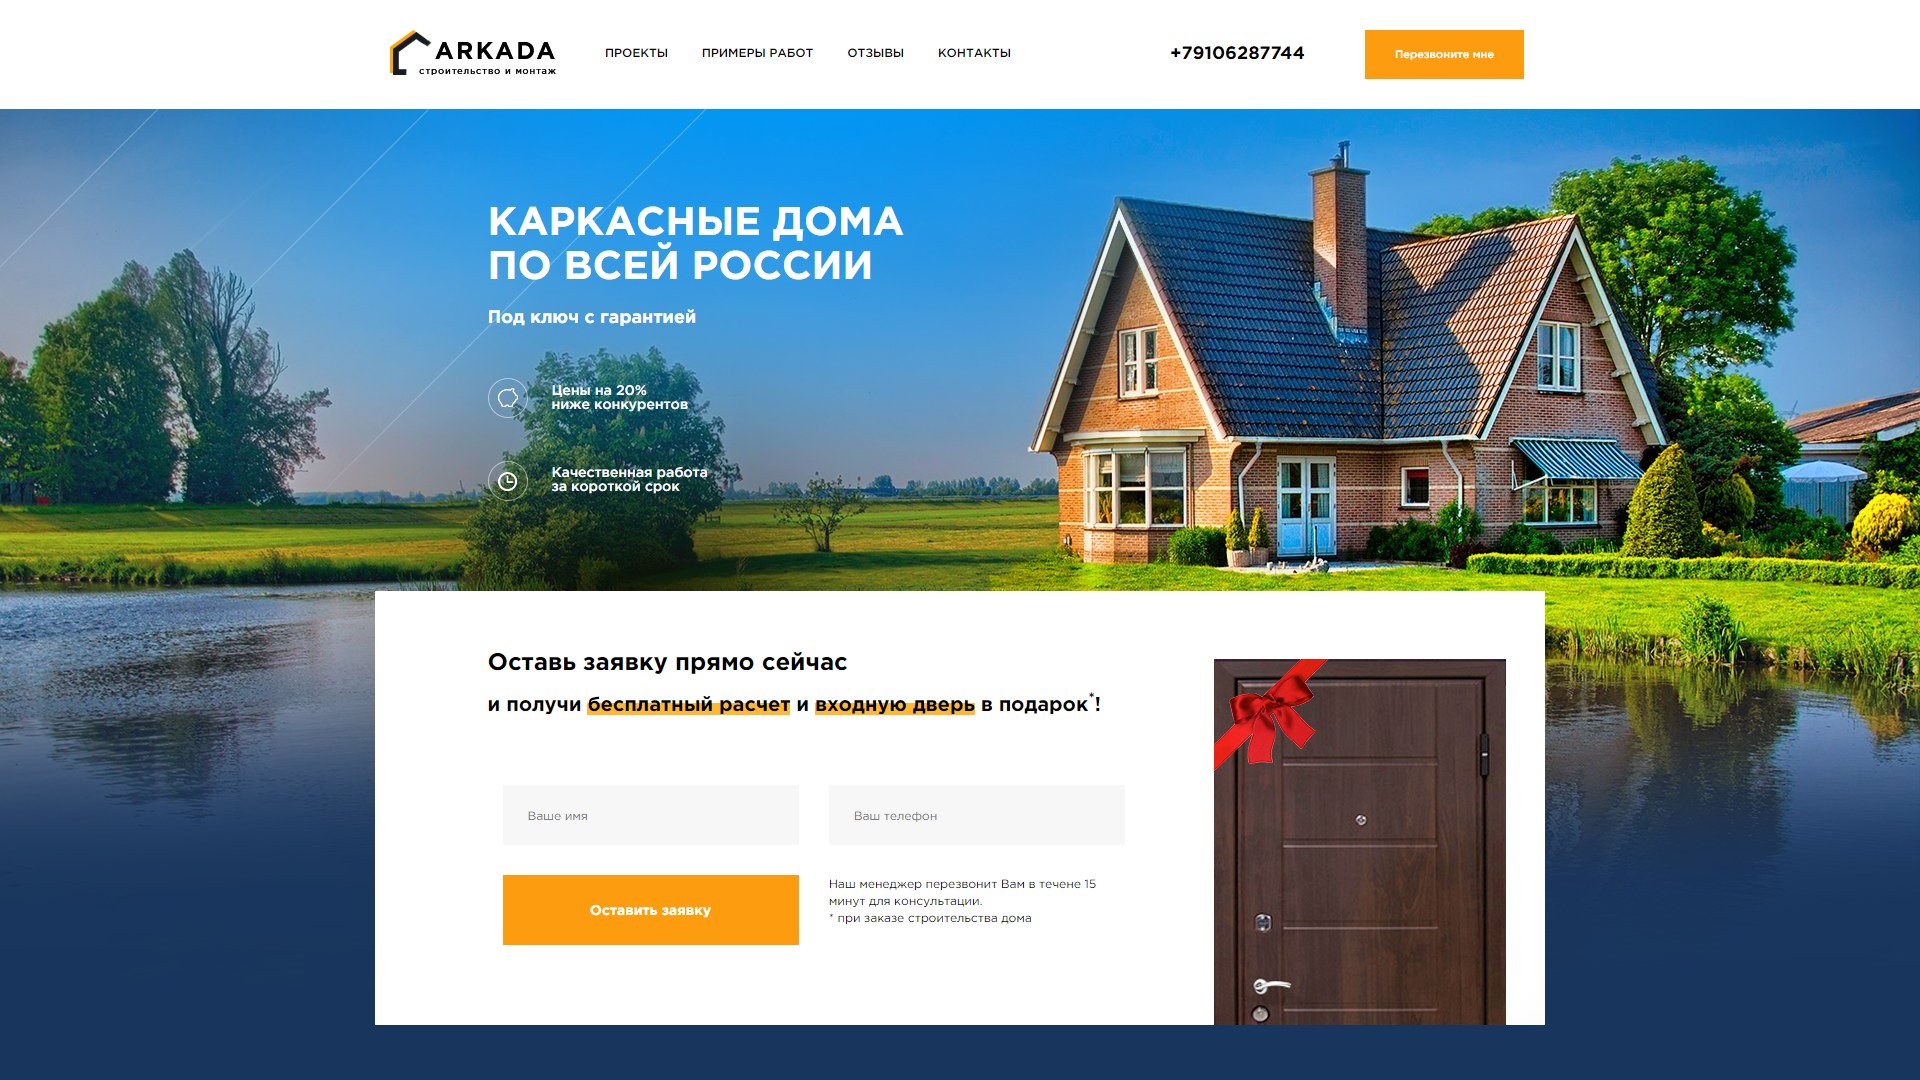 ARKADA
строительство и монтаж
ПРОЕКТЫ
ПРИМЕРЫ РАБОТ
ОТЗЫВЫ
КОНТАКТЫ
+79106287744
Перезвоните мне
КАРКАСНЫЕ ДОМА
ПО ВСЕЙ РОССИИ
Под ключ с гарантией
Цены на 20%
ниже конкурентов
Качественная работа
за короткой срок
Оставь заявку прямо сейчас
и получи бесплатный расчет и входную дверь в подарок*!
Ваше имя
Ваш телефон
Оставить заявку
Наш менеджер перезвонит Вам в течене 15
минут для консультации.
* при заказе строительства дома